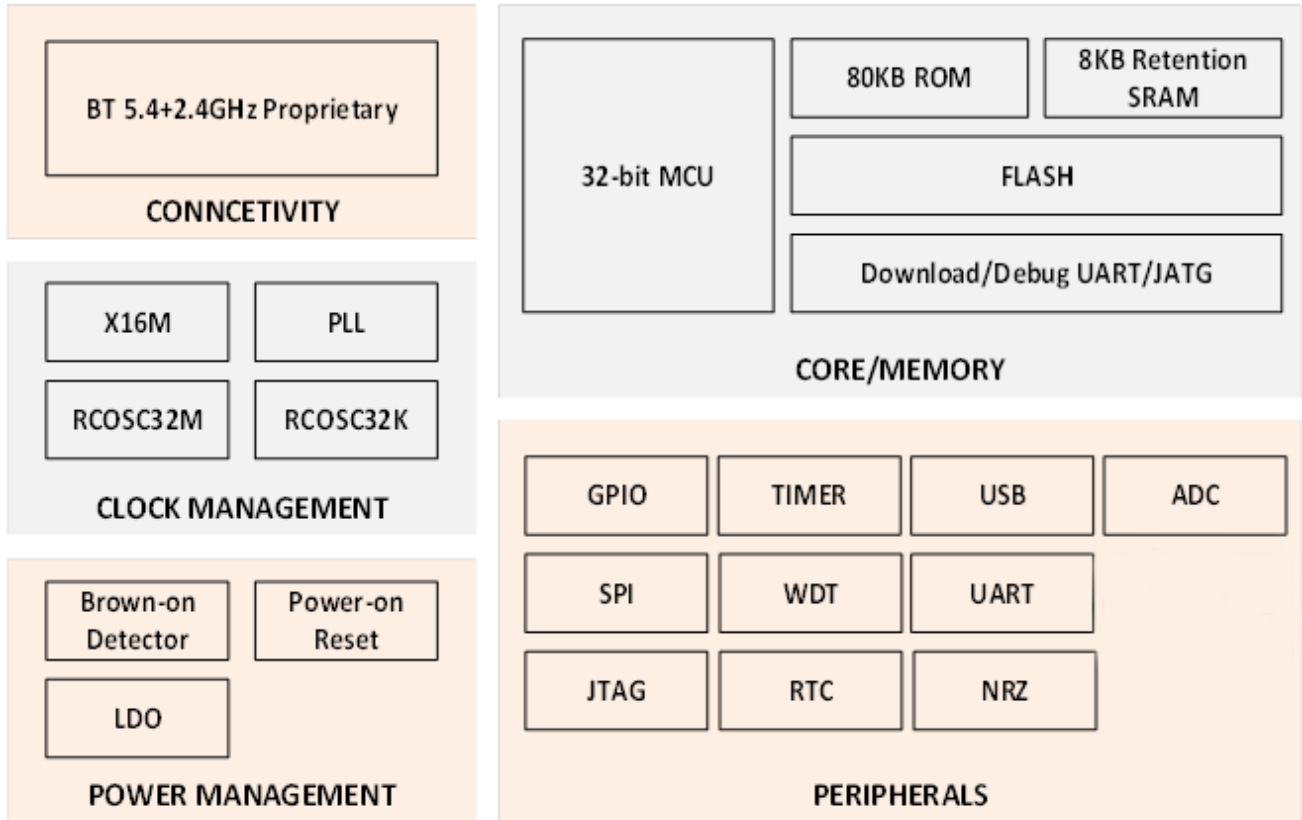 BT 5.4+2.4GHz Proprietary
CONNCETIVITY
X16M
PLL
RCOSC32M
RCOSC32K
CLOCK MANAGEMENT
Brown-on
Detector
Power-on
Reset
LDO
POWER MANAGEMENT
32-bit MCU
80KB ROM
8KB Retention
SRAM
FLASH
Download/Debug UART/JATG
CORE/MEMORY
GPIO
TIMER
USB
ADC
SPI
WDT
UART
JTAG
RTC
NRZ
PERIPHERALS